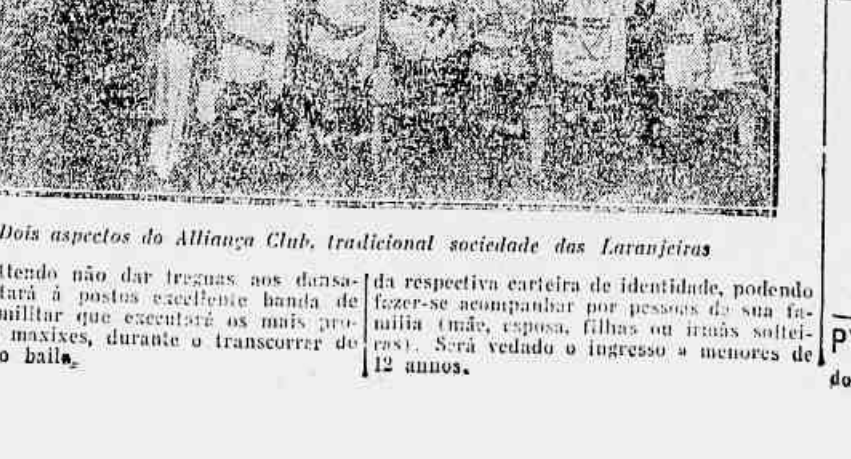 Dois aspectos do Alliança Club, tradicional sociedade das Laranjeiras
ttendo não dar treguas aos dansa-
tará á postos excellente banda de
militar que executará os mais pro-
maxixes, durante o transcorrer do
o baile.
da respectiva carteira de identidade, podendo
fazer-se acompanhar por pessoas da sua fa-
milia (mãe, esposa, filhas ou irmãs soltei-
ras). Será vedado o ingresso a menores de
12 annos.
P
do